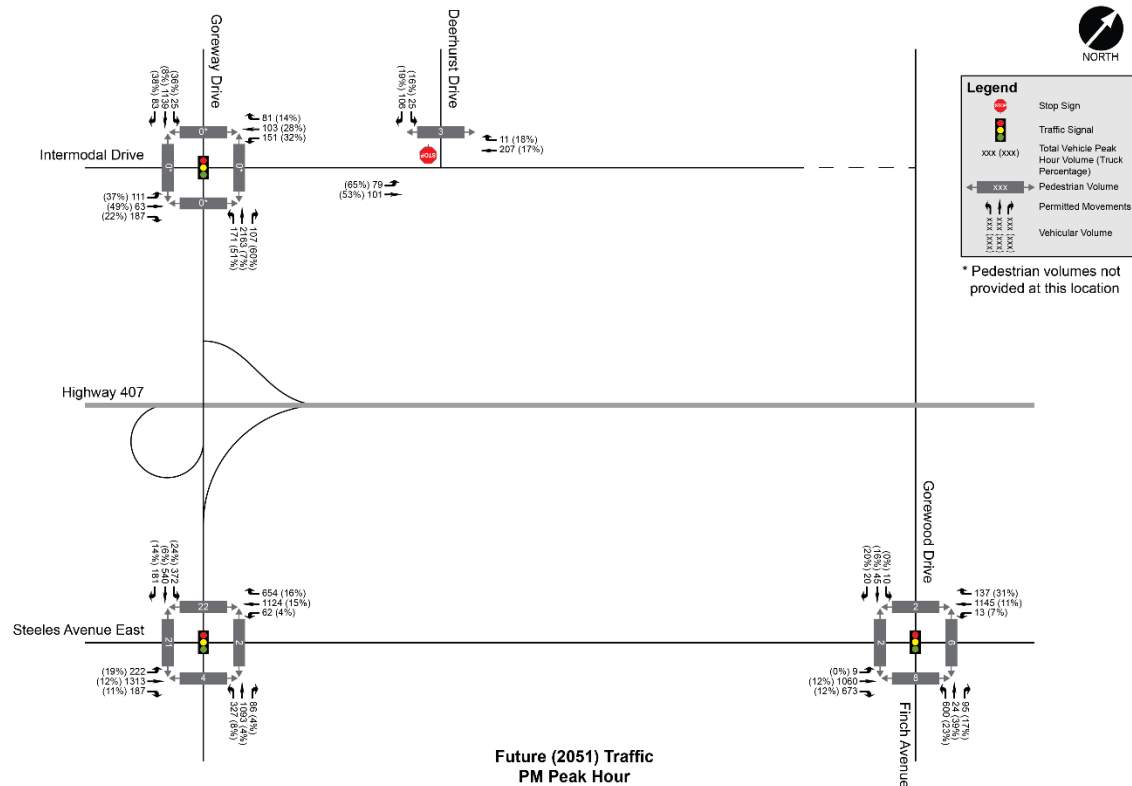 Goreway Drive
Deerhurst Drive
NORTH
Legend
STOP
Stop Sign
Traffic Signal
xxx (xxx)
Total Vehicle Peak
Hour Volume (Truck
Percentage)
xxx
Pedestrian Volume
Permitted Movements
xxx (xxx)
xxx (xxx)
xxx (xxx)
Vehicular Volume
* Pedestrian volumes not
provided at this location
(36%) 25
(8%) 1139
(38%) 83
0*
0*
0*
0*
81 (14%)
103 (28%)
151 (32%)
Intermodal Drive
(37%) 111
(49%) 63
(22%) 187
107 (60%)
2163 (7%)
171 (51%)
(16%) 25
(19%) 106
3
STOP
11 (18%)
207 (17%)
(65%) 79
(53%) 101
Highway 407
(24%) 372
(6%) 540
(14%) 181
22
21
2
4
654 (16%)
1124 (15%)
62 (4%)
Steeles Avenue East
(19%) 222
(12%) 1313
(11%) 187
86 (4%)
1093 (4%)
327 (8%)
Gorewood Drive
(0%) 10
(16%) 45
(20%) 20
2
2
6
8
137 (31%)
1145 (11%)
13 (7%)
(0%) 9
(12%) 1060
(12%) 673
95 (17%)
24 (39%)
600 (23%)
Finch Avenue
Future (2051) Traffic
PM Peak Hour